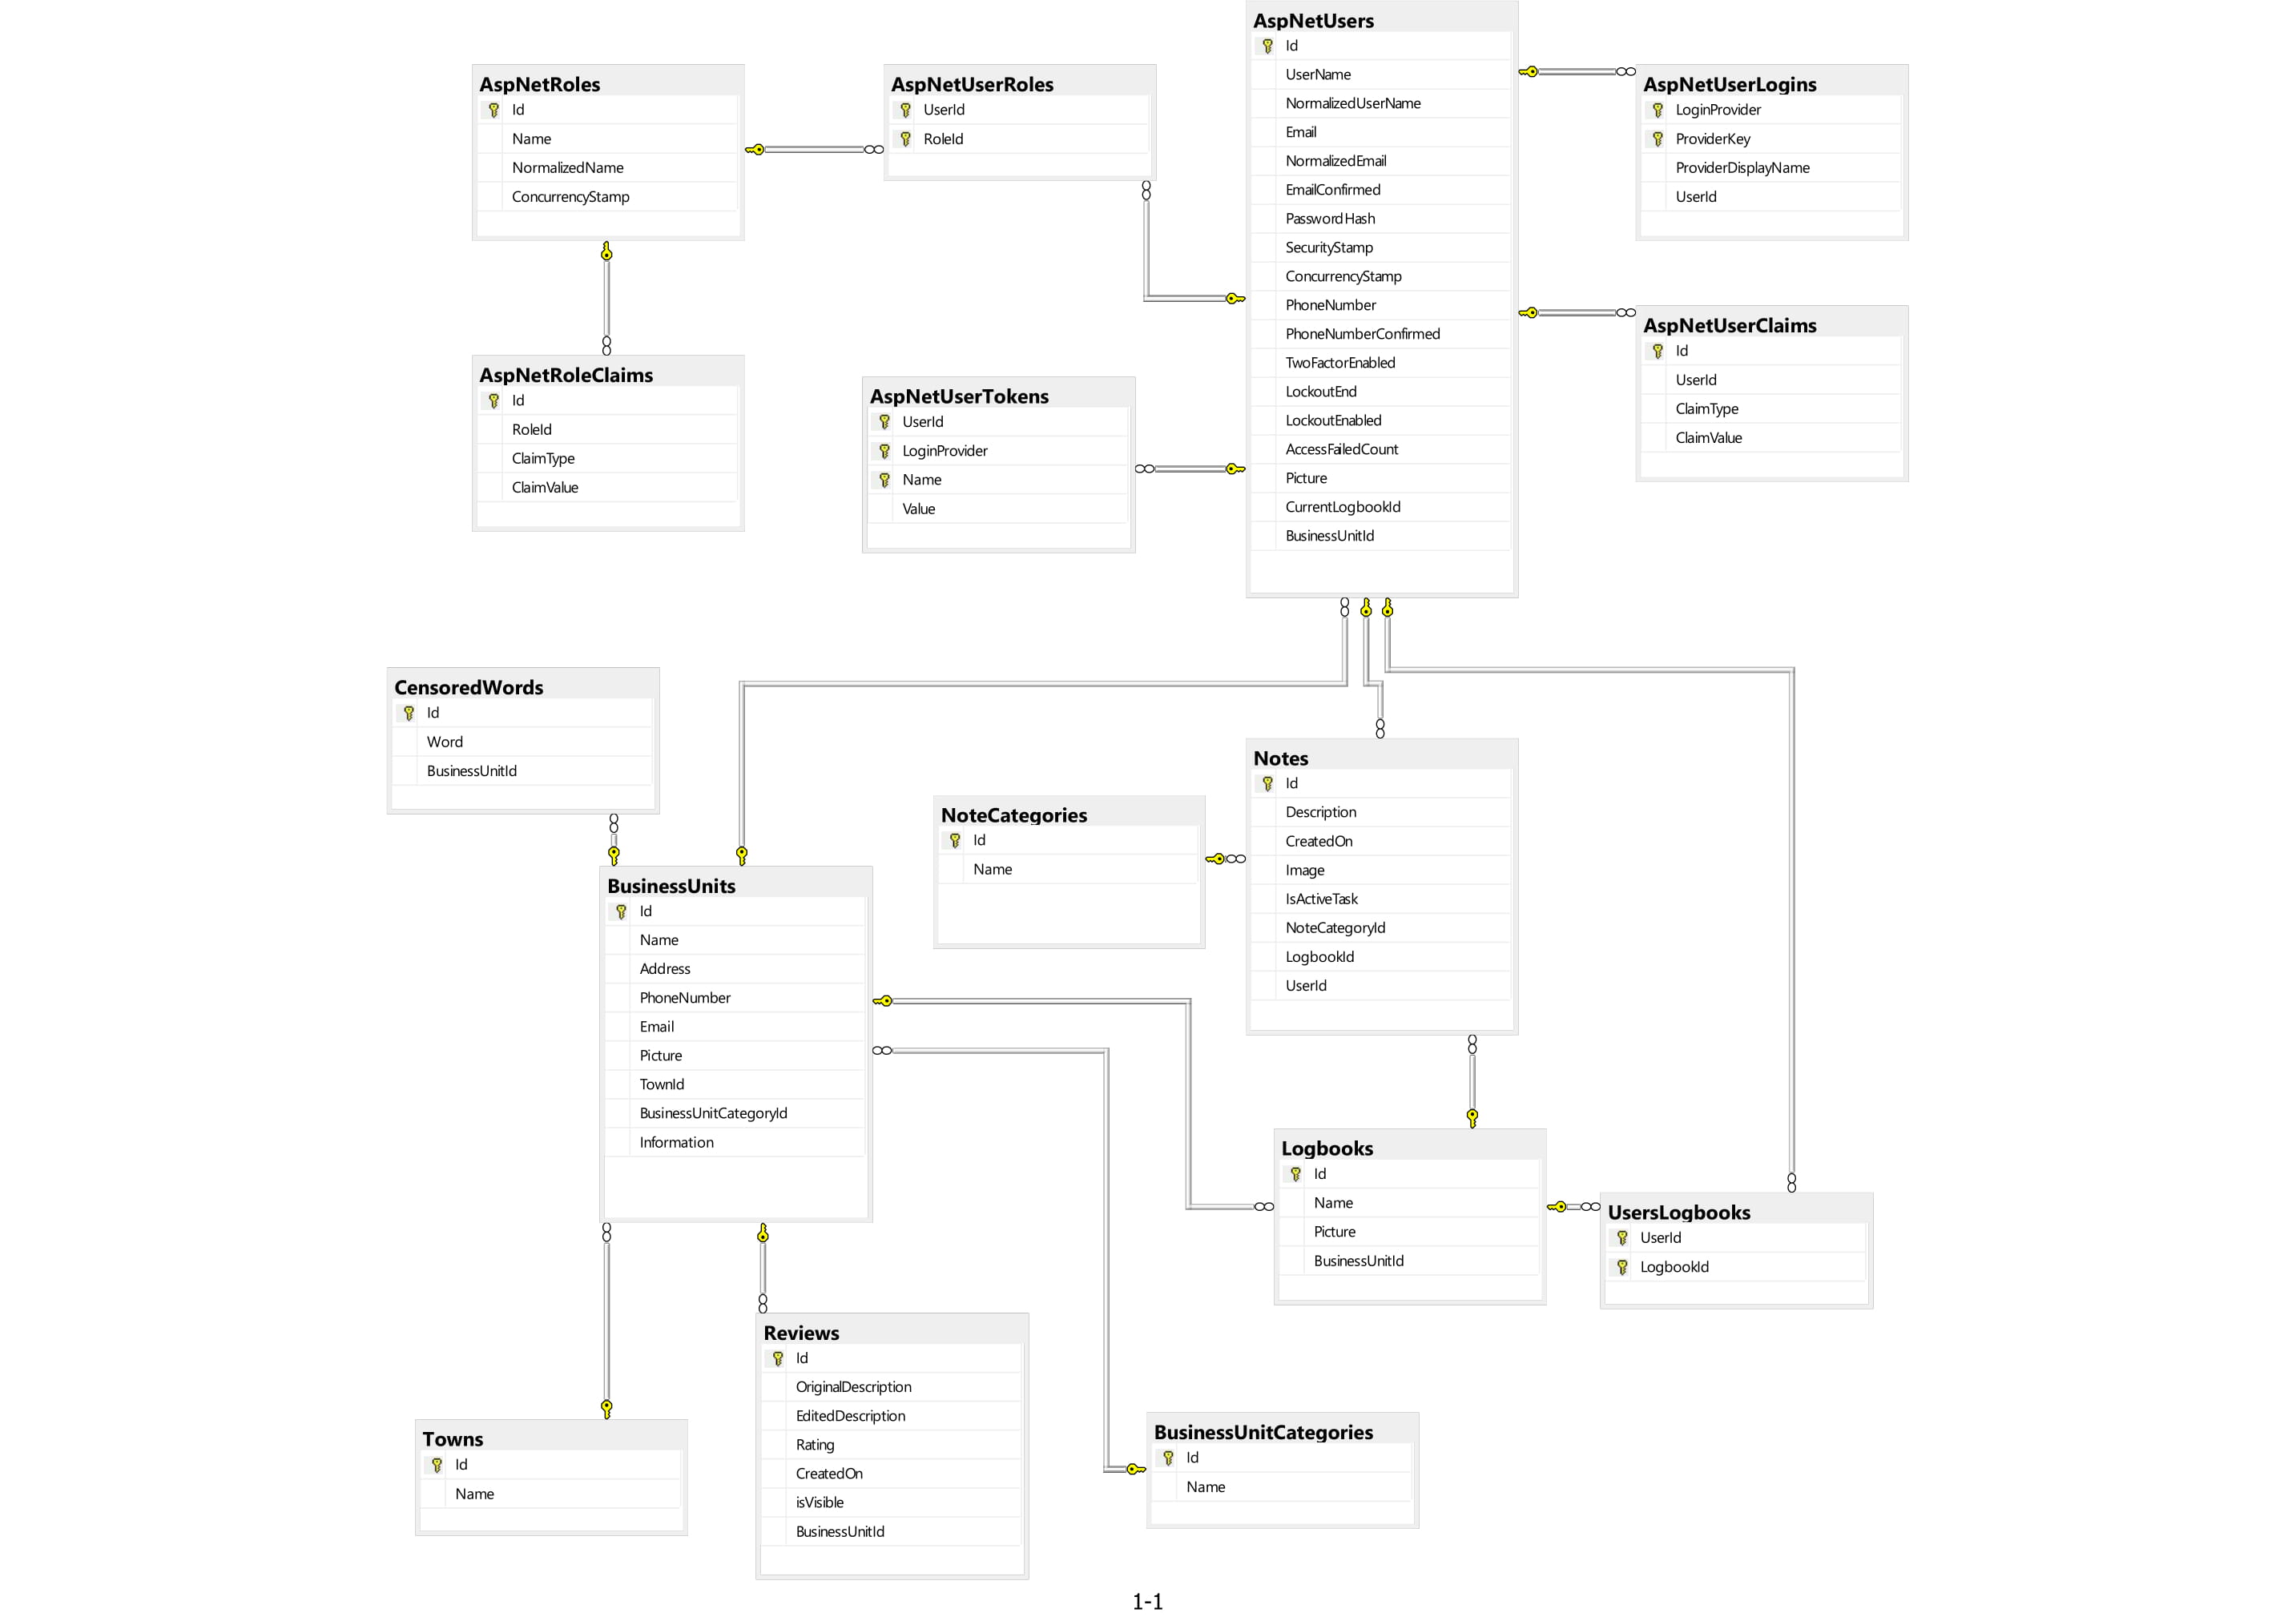 AspNetUsers
Id
UserName
NormalizedUserName
Email
NormalizedEmail
EmailConfirmed
PasswordHash
SecurityStamp
ConcurrencyStamp
PhoneNumber
PhoneNumberConfirmed
TwoFactorEnabled
LockoutEnd
LockoutEnabled
AccessFailedCount
Picture
CurrentLogbookId
BusinessUnitId
AspNetRoles
Id
Name
NormalizedName
ConcurrencyStamp
AspNetUserRoles
UserId
RoleId
AspNetUserLogins
LoginProvider
ProviderKey
ProviderDisplayName
UserId
AspNetRoleClaims
Id
RoleId
ClaimType
ClaimValue
AspNetUserTokens
UserId
LoginProvider
Name
Value
AspNetUserClaims
Id
UserId
ClaimType
ClaimValue
CensoredWords
Id
Word
BusinessUnitId
NoteCategories
Id
Name
Notes
Id
Description
CreatedOn
Image
IsActiveTask
NoteCategoryId
LogbookId
UserId
BusinessUnits
Id
Name
Address
PhoneNumber
Email
Picture
TownId
BusinessUnitCategoryId
Information
Logbooks
Id
Name
Picture
BusinessUnitId
UsersLogbooks
UserId
LogbookId
Reviews
Id
OriginalDescription
EditedDescription
Rating
CreatedOn
isVisible
BusinessUnitId
Towns
Id
Name
BusinessUnitCategories
Id
Name
1-1